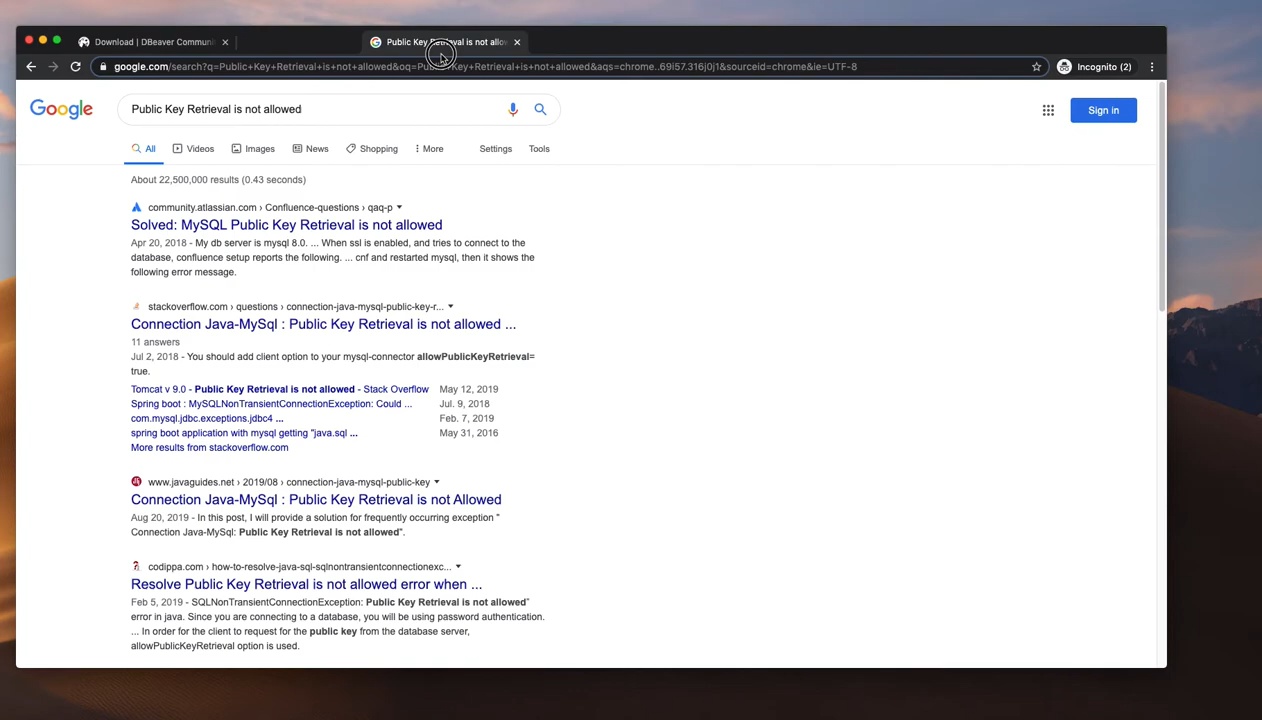 Download | DBeaver Communi
Public Key Retrieval is not allow
google.com/search?q=Public+Key+Retrieval+is+not+allowed&oq=Public+Key+Retrieval+is+not+allowed&aqs=chrome..69i57.316j0j1&sourceid=chrome&ie=UTF-8
Incognito (2)
Google
Public Key Retrieval is not allowed
Sign in
All Videos Images News Shopping More Settings Tools
About 22,500,000 results (0.43 seconds)
community.atlassian.com › Confluence-questions › qaq-p
Solved: MySQL Public Key Retrieval is not allowed
Apr 20, 2018 - My db server is mysql 8.0. ... When ssl is enabled, and tries to connect to the
database, confluence setup reports the following. ... cnf and restarted mysql, then it shows the
following error message.
stackoverflow.com › questions › connection-java-mysql-public-key-r...
Connection Java-MySql : Public Key Retrieval is not allowed ...
11 answers
Jul 2, 2018 - You should add client option to your mysql-connector allowPublicKeyRetrieval=
true.
Tomcat v 9.0 - Public Key Retrieval is not allowed - Stack Overflow May 12, 2019
Spring boot : MySQLNonTransientConnectionException: Could ... Jul. 9, 2018
com.mysql.jdbc.exceptions.jdbc4 ... Feb. 7, 2019
spring boot application with mysql getting "java.sql ... May 31, 2016
More results from stackoverflow.com
www.javaguides.net › 2019/08 › connection-java-mysql-public-key
Connection Java-MySql : Public Key Retrieval is not Allowed
Aug 20, 2019 - In this post, I will provide a solution for frequently occurring exception "
Connection Java-MySql: Public Key Retrieval is not allowed".
codippa.com › how-to-resolve-java-sql-sqlnontransientconnectionexc...
Resolve Public Key Retrieval is not allowed error when ...
Feb 5, 2019 - SQLNonTransientConnectionException: Public Key Retrieval is not allowed"
error in java. Since you are connecting to a database, you will be using password authentication.
... In order for the client to request for the public key from the database server,
allowPublicKeyRetrieval option is used.